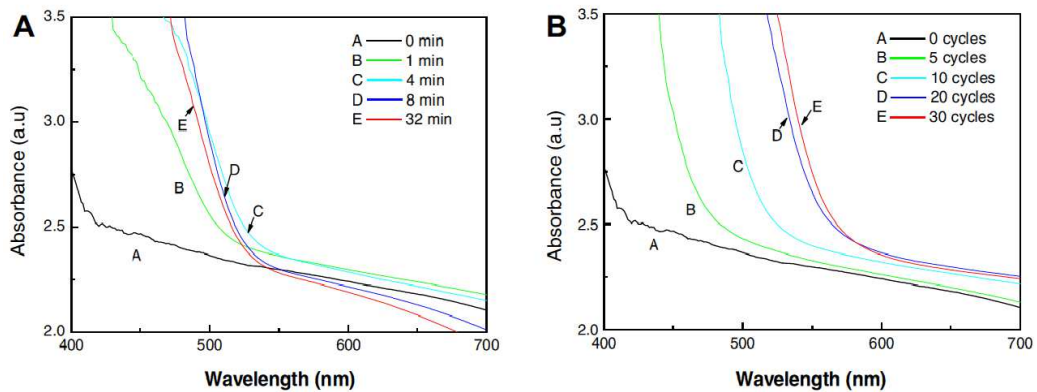 A
3.5
3.0
2.5
2.0
Absorbance (a.u)
400
500
600
700
Wavelength (nm)
A 0 min
B 1 min
C 4 min
D 8 min
E 32 min
E
D
B
C
A
B
3.5
3.0
2.5
2.0
Absorbance (a.u)
400
500
600
700
Wavelength (nm)
A 0 cycles
B 5 cycles
C 10 cycles
D 20 cycles
E 30 cycles
E
D
C
B
A